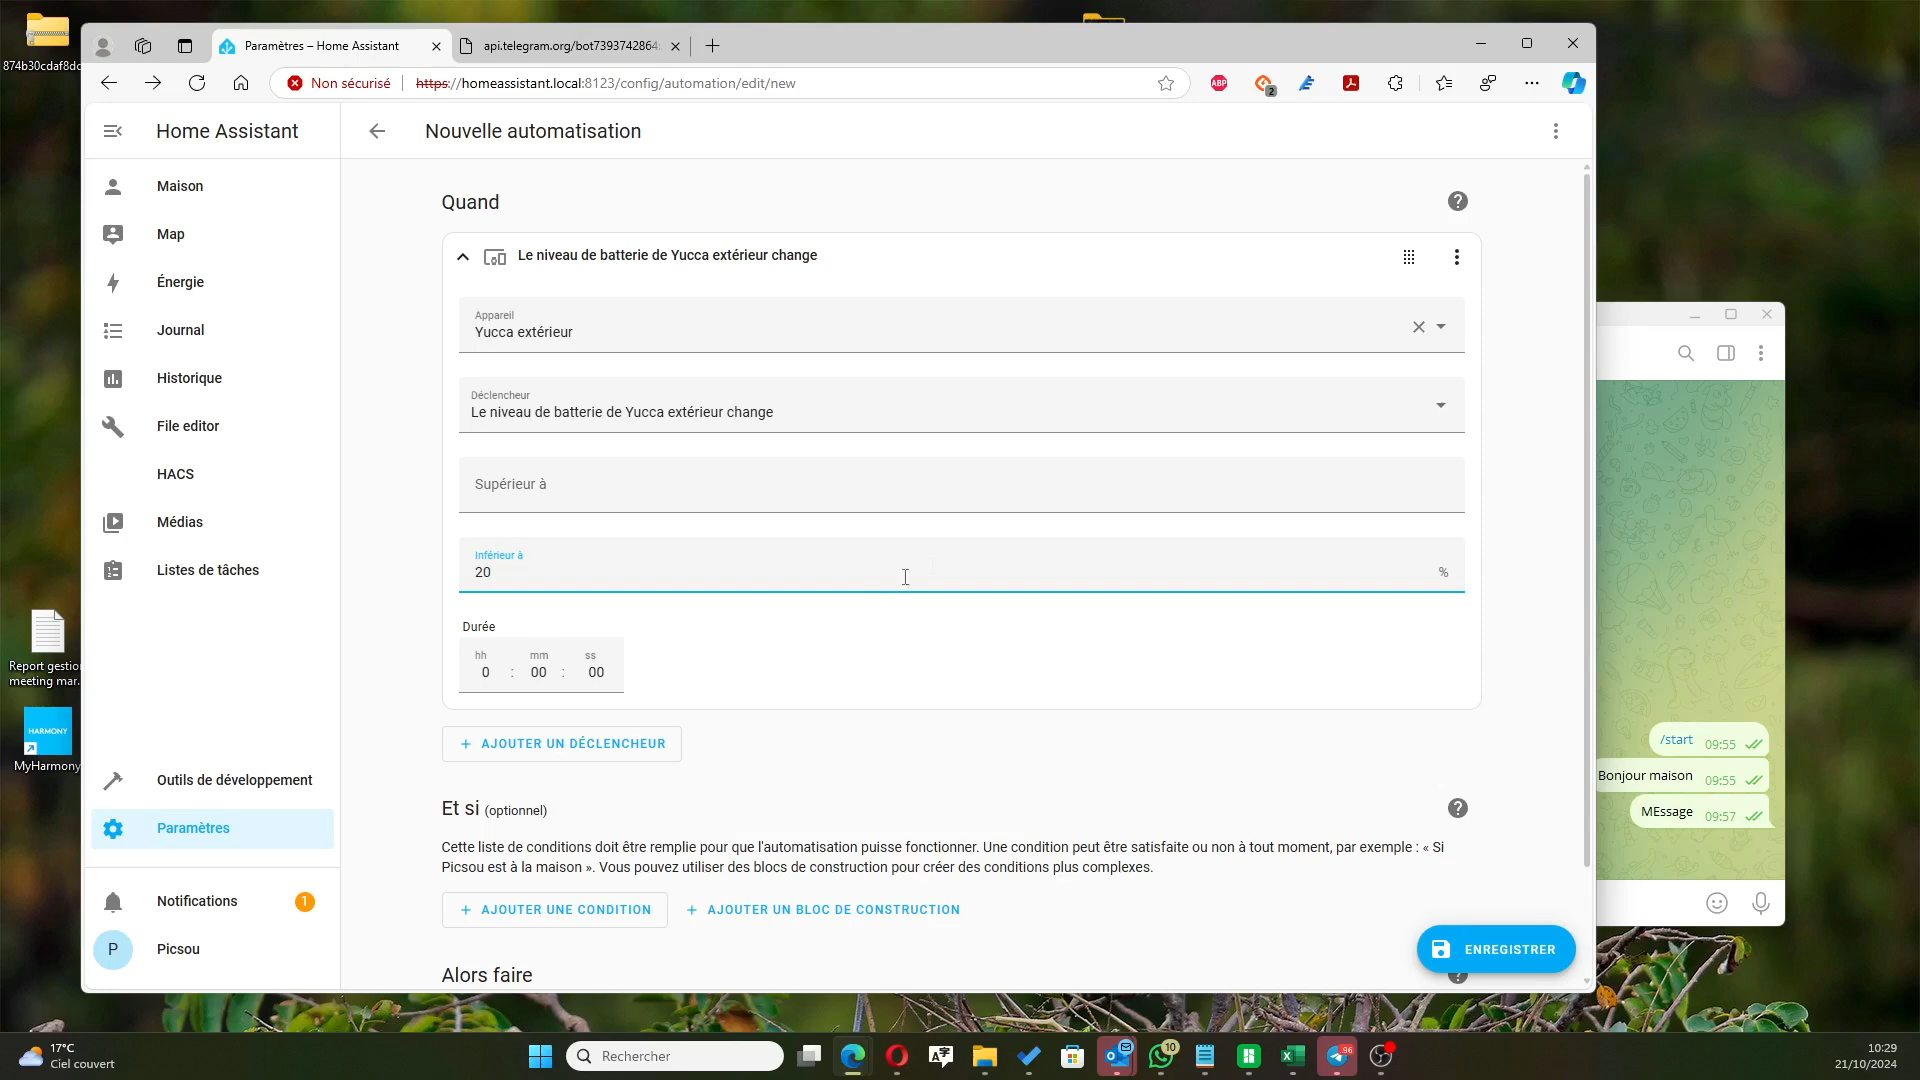 874b30cdaf8dc
Paramètres – Home Assistant
api.telegram.org/bot7393742864
Non sécurisé
https://homeassistant.local:8123/config/automation/edit/new
ABP
2
Home Assistant
Nouvelle automatisation
Maison
Map
Énergie
Journal
Historique
File editor
HACS
Médias
Listes de tâches
Outils de développement
Paramètres
Notifications
1
P
Picsou
Quand
Le niveau de batterie de Yucca extérieur change
Appareil
Yucca extérieur
Déclencheur
Le niveau de batterie de Yucca extérieur change
Supérieur à
Inférieur à
20
%
Durée
hh mm ss
0 : 00 : 00
+ AJOUTER UN DÉCLENCHEUR
Et si (optionnel)
Cette liste de conditions doit être remplie pour que l'automatisation puisse fonctionner. Une condition peut être satisfaite ou non à tout moment, par exemple : « Si
Picsou est à la maison ». Vous pouvez utiliser des blocs de construction pour créer des conditions plus complexes.
+ AJOUTER UNE CONDITION
+ AJOUTER UN BLOC DE CONSTRUCTION
Alors faire
ENREGISTRER
/start 09:55
Bonjour maison 09:55
MEssage 09:57
Report gestion
meeting mar...
HARMONY
MyHarmony
17°C
Ciel couvert
Rechercher
10
96
10:29
21/10/2024